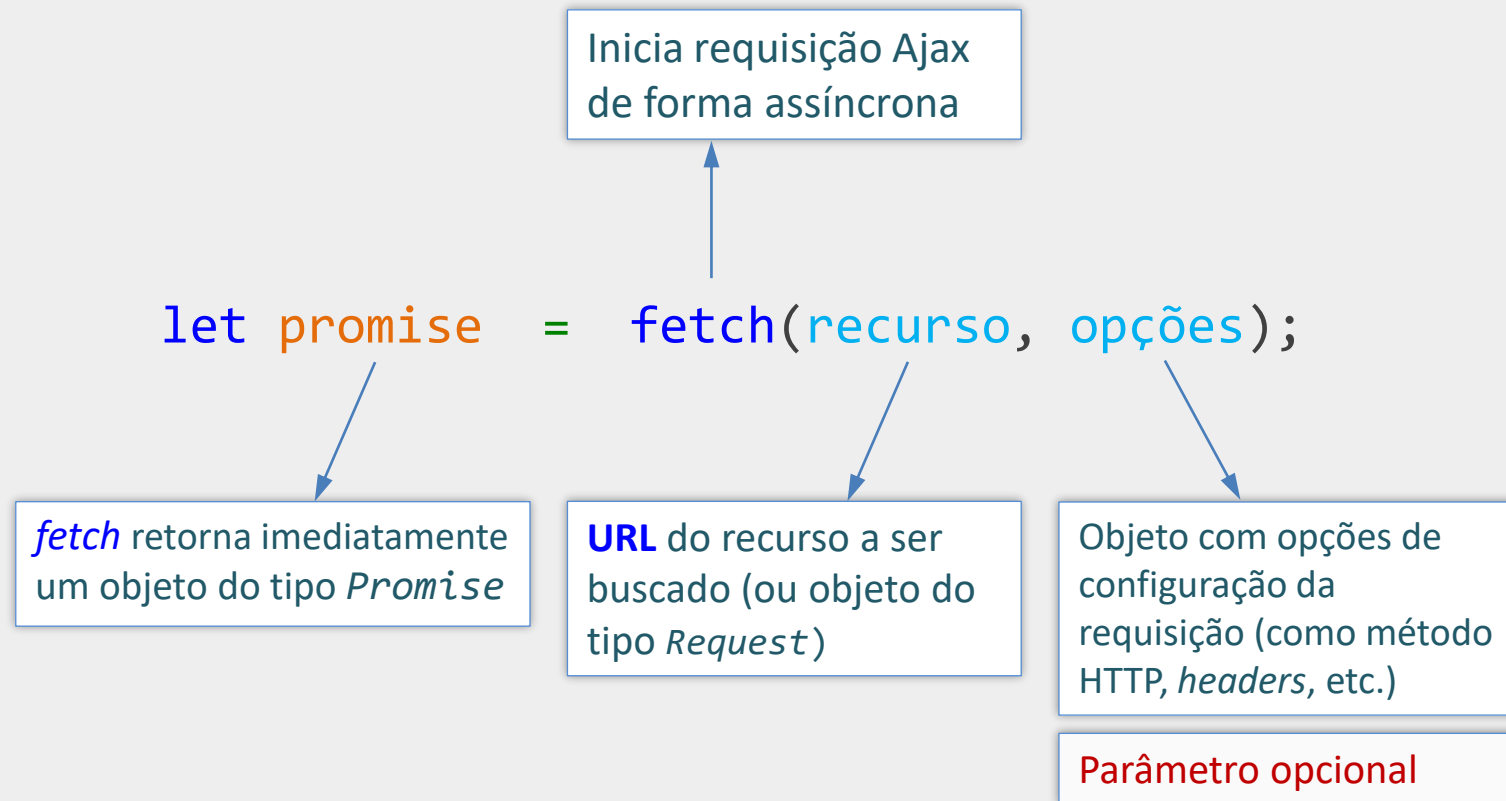 Inicia requisição Ajax
de forma assíncrona
let promise = fetch(recurso, opções);
fetch retorna imediatamente
um objeto do tipo Promise
URL do recurso a ser
buscado (ou objeto do
tipo Request)
Objeto com opções de
configuração da
requisição (como método
HTTP, headers, etc.)
Parâmetro opcional